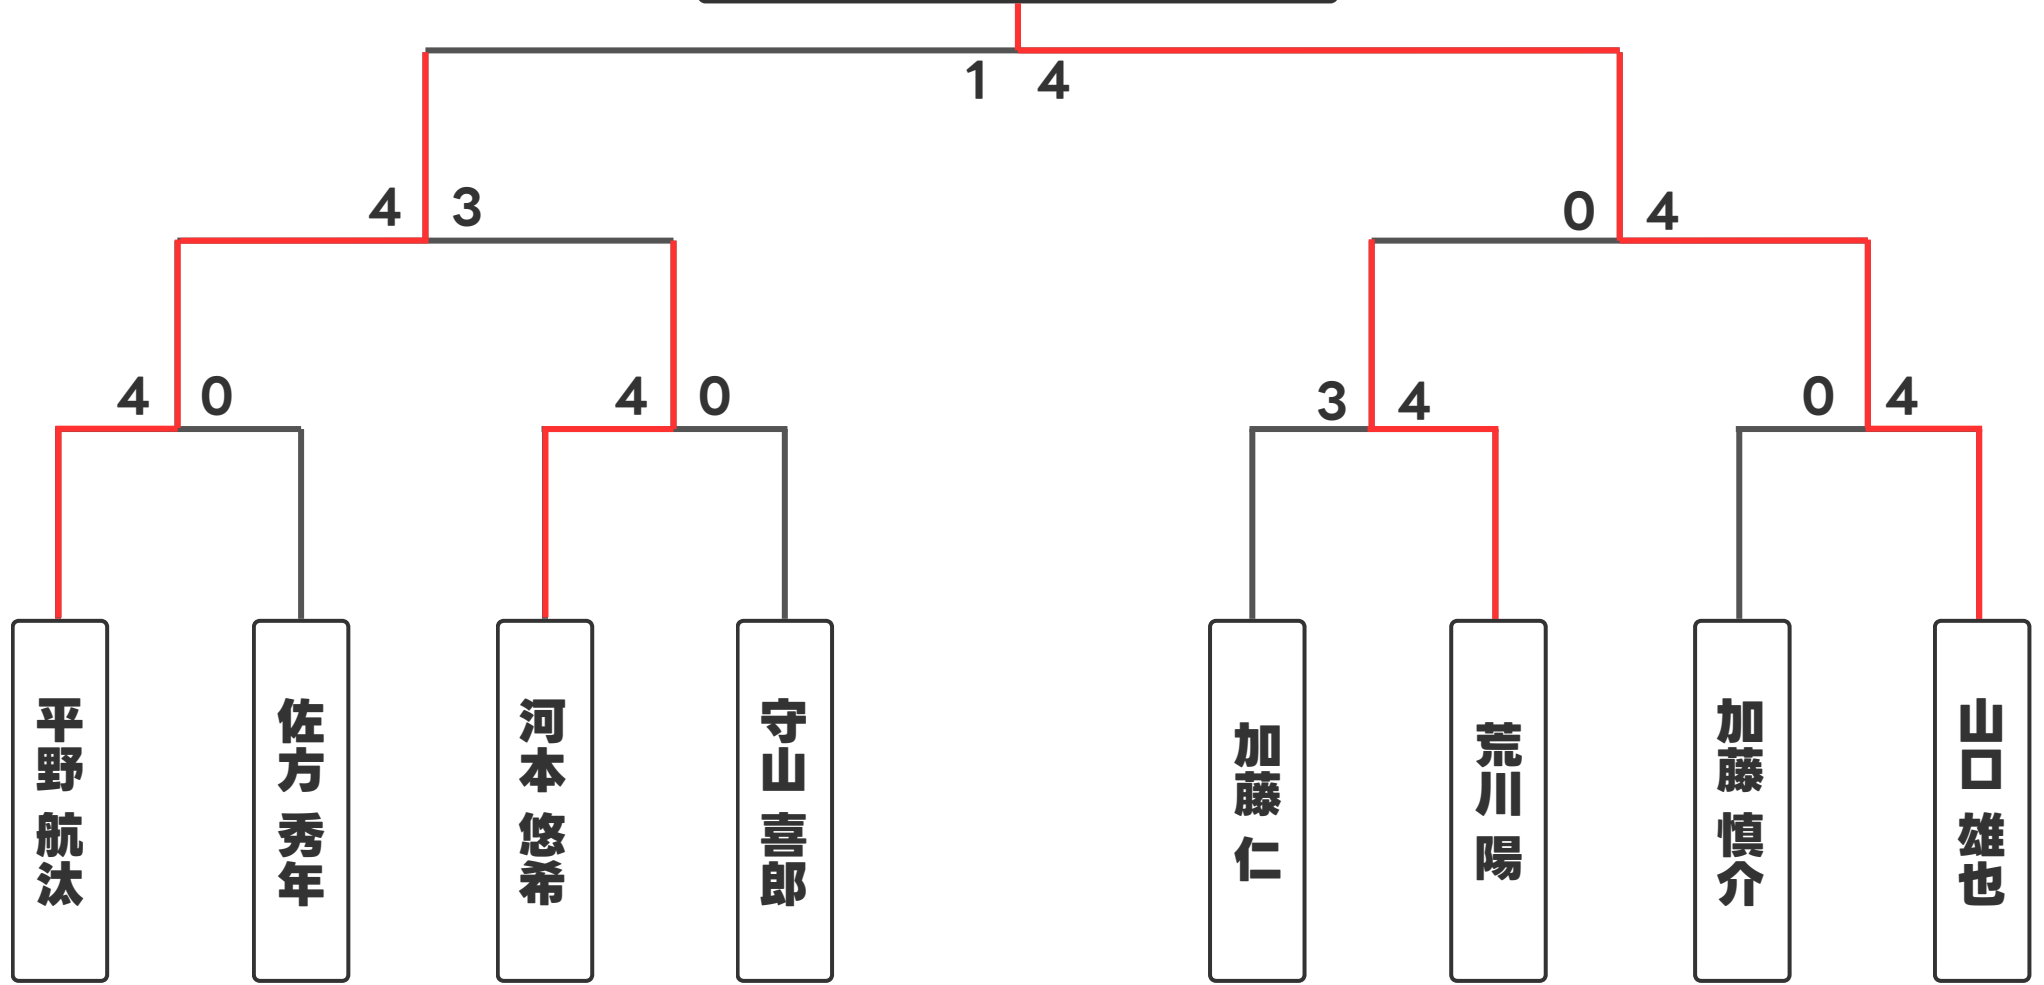 1 4
4 3
0 4
4 0
4 0
3 4
0 4
平野 航汰
佐方 秀年
河本 悠希
守山 喜郎
加藤 仁
荒川 陽
加藤 慎介
山口 雄也